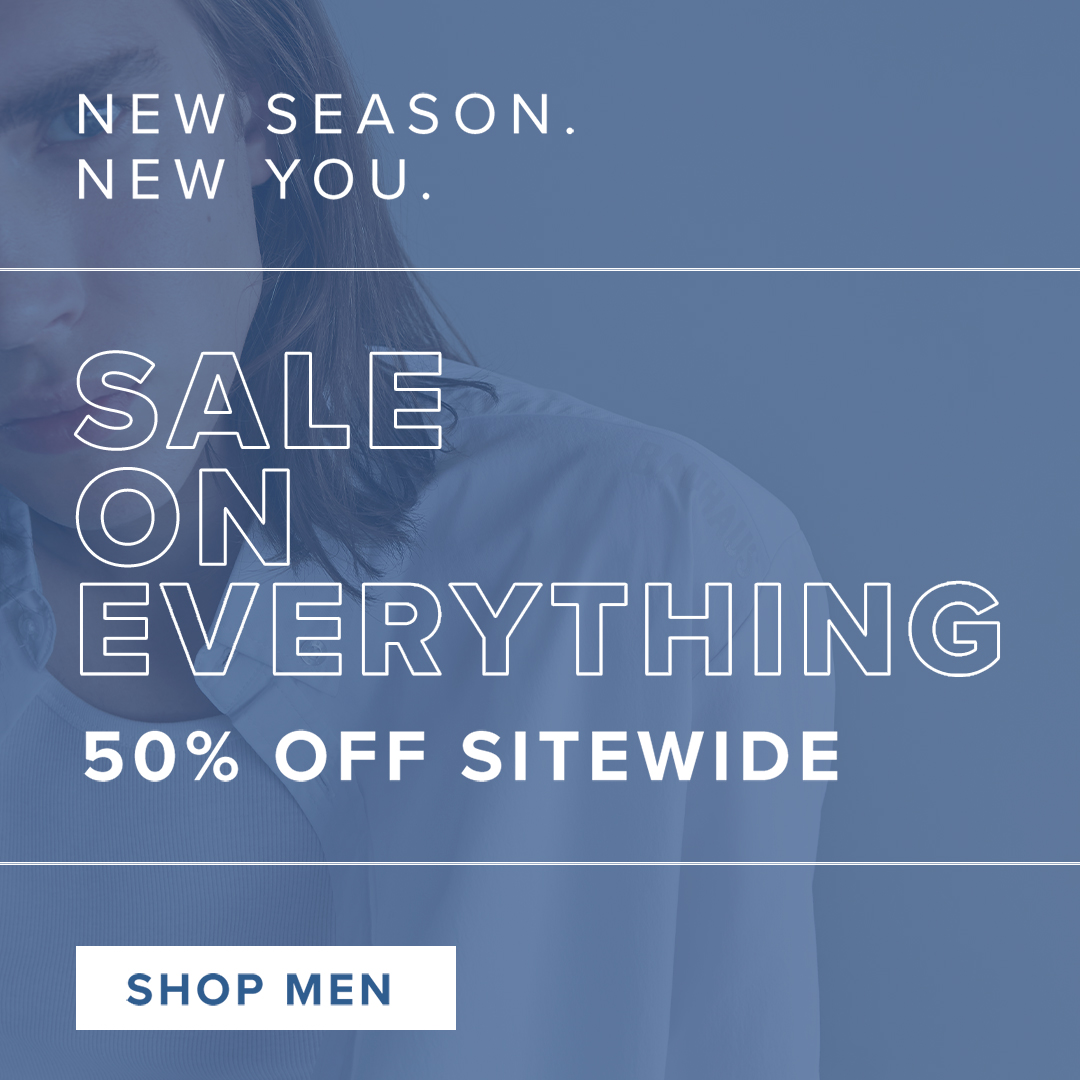 NEW SEASON.
NEW YOU.
SALE
ON
EVERYTHING
50% OFF SITEWIDE
SHOP MEN